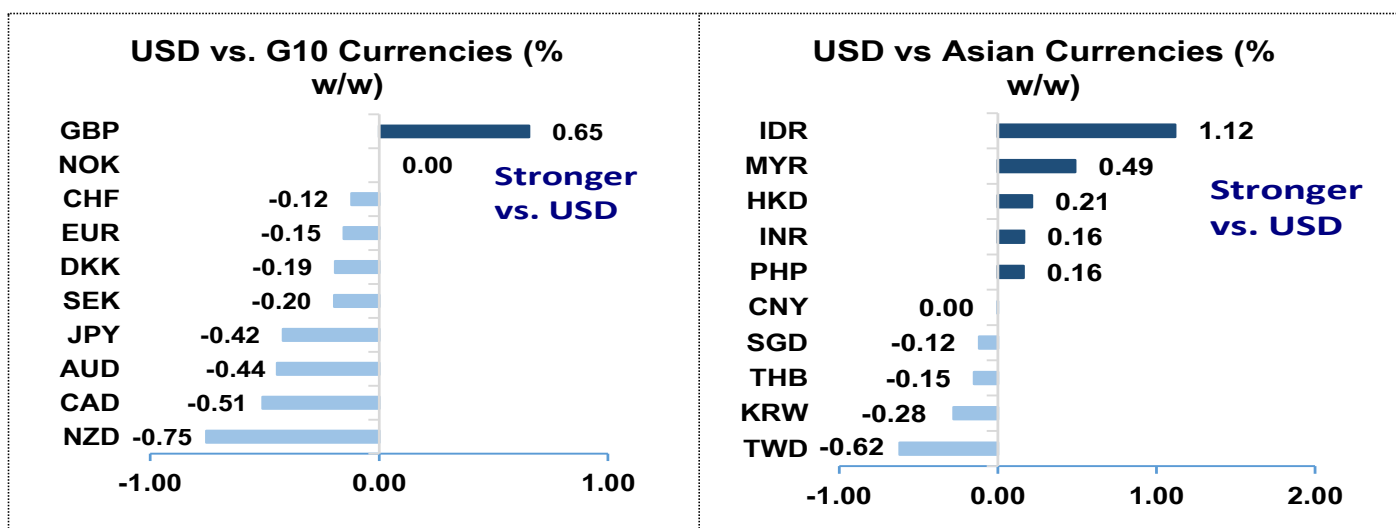 USD vs. G10 Currencies (%
w/w)
GBP 0.65
NOK 0.00
CHF -0.12
EUR -0.15
DKK -0.19
SEK -0.20
JPY -0.42
AUD -0.44
CAD -0.51
NZD -0.75
Stronger
vs. USD
-1.00 0.00 1.00
USD vs Asian Currencies (%
w/w)
IDR 1.12
MYR 0.49
HKD 0.21
INR 0.16
PHP 0.16
CNY 0.00
SGD -0.12
THB -0.15
KRW -0.28
TWD -0.62
Stronger
vs. USD
-1.00 0.00 1.00 2.00